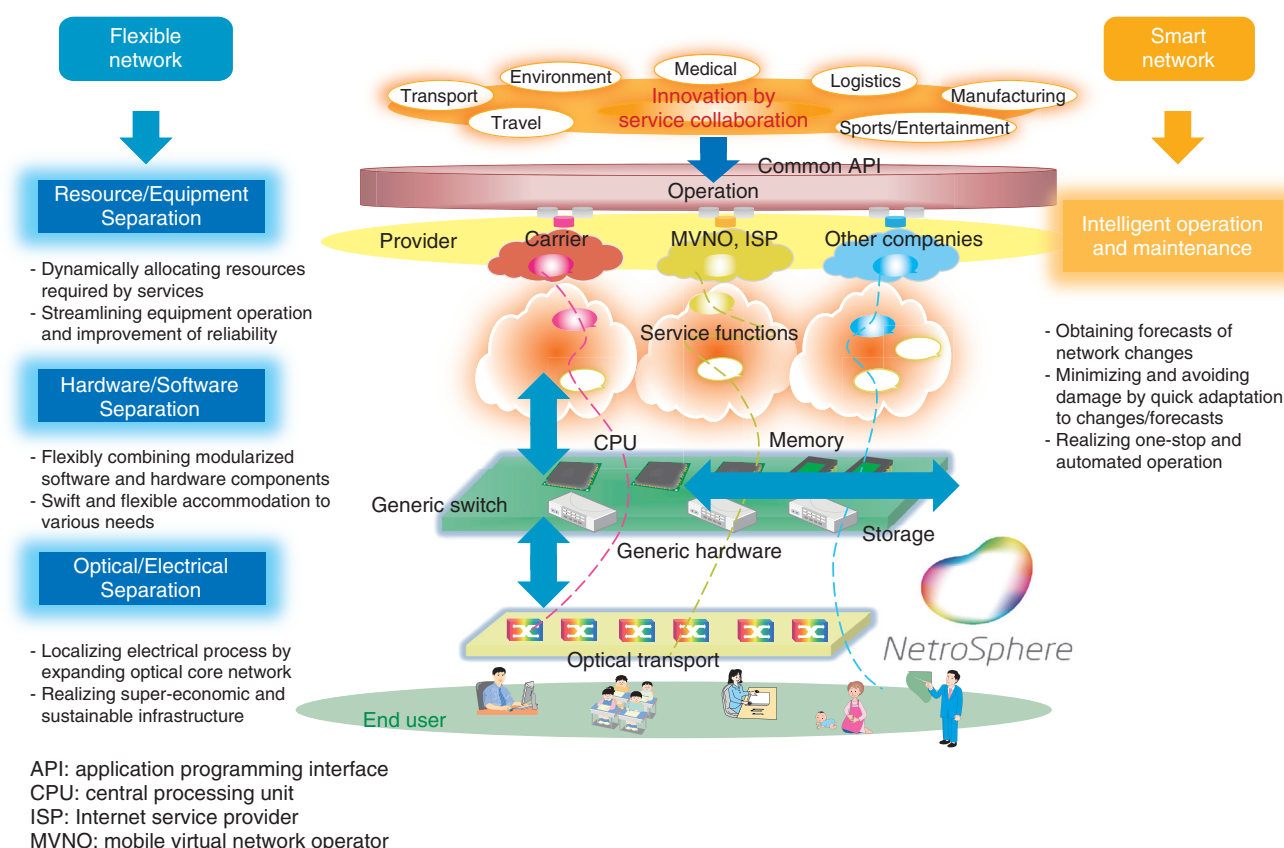 Flexible
network
Resource/Equipment
Separation
- Dynamically allocating resources
required by services
- Streamlining equipment operation
and improvement of reliability
Hardware/Software
Separation
- Flexibly combining modularized
software and hardware components
- Swift and flexible accommodation to
various needs
Optical/Electrical
Separation
- Localizing electrical process by
expanding optical core network
- Realizing super-economic and
sustainable infrastructure
Transport
Environment
Medical
Logistics
Manufacturing
Travel
Innovation by
service collaboration
Sports/Entertainment
Common API
Operation
Provider
Carrier
MVNO, ISP
Other companies
Service functions
CPU
Memory
Generic switch
Storage
Generic hardware
Optical transport
End user
NetroSphere
Smart
network
Intelligent operation
and maintenance
- Obtaining forecasts of
network changes
- Minimizing and avoiding
damage by quick adaptation
to changes/forecasts
- Realizing one-stop and
automated operation
API: application programming interface
CPU: central processing unit
ISP: Internet service provider
MVNO: mobile virtual network operator